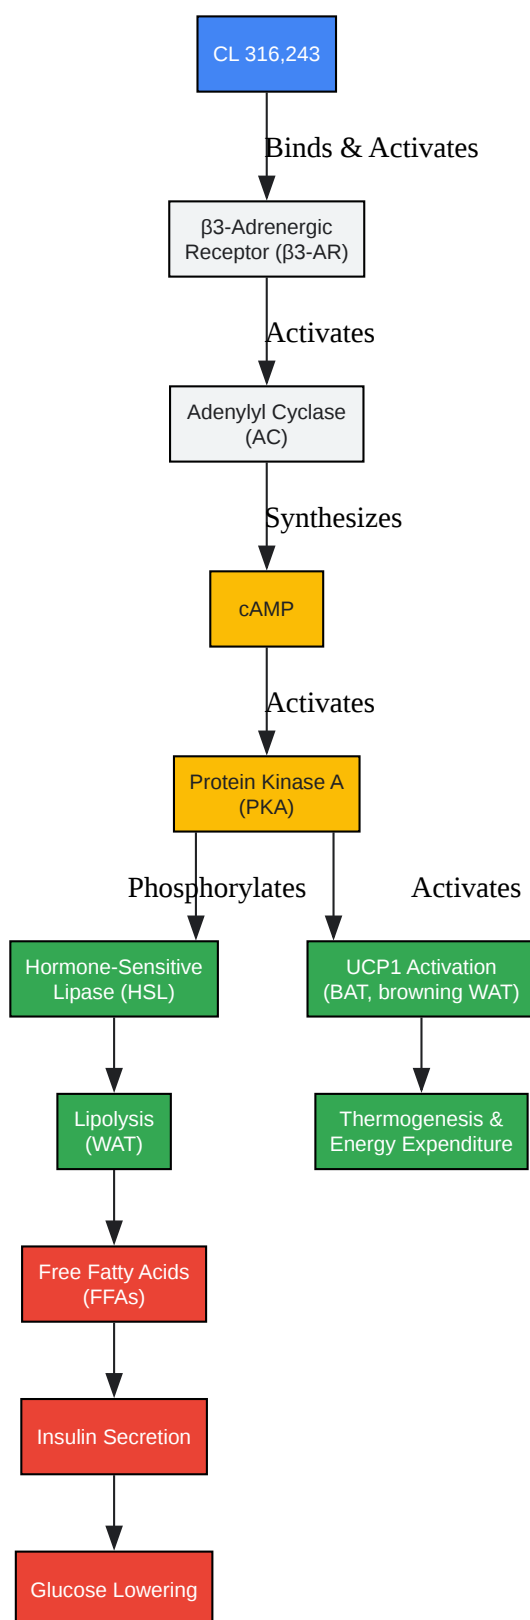 CL 316,243
Binds & Activates
β3-Adrenergic
Receptor (β3-AR)
Activates
Adenylyl Cyclase
(AC)
Synthesizes
cAMP
Activates
Protein Kinase A
(PKA)
Phosphorylates
Activates
Hormone-Sensitive
Lipase (HSL)
UCP1 Activation
(BAT, browning WAT)
Lipolysis
(WAT)
Thermogenesis &
Energy Expenditure
Free Fatty Acids
(FFAs)
Insulin Secretion
Glucose Lowering